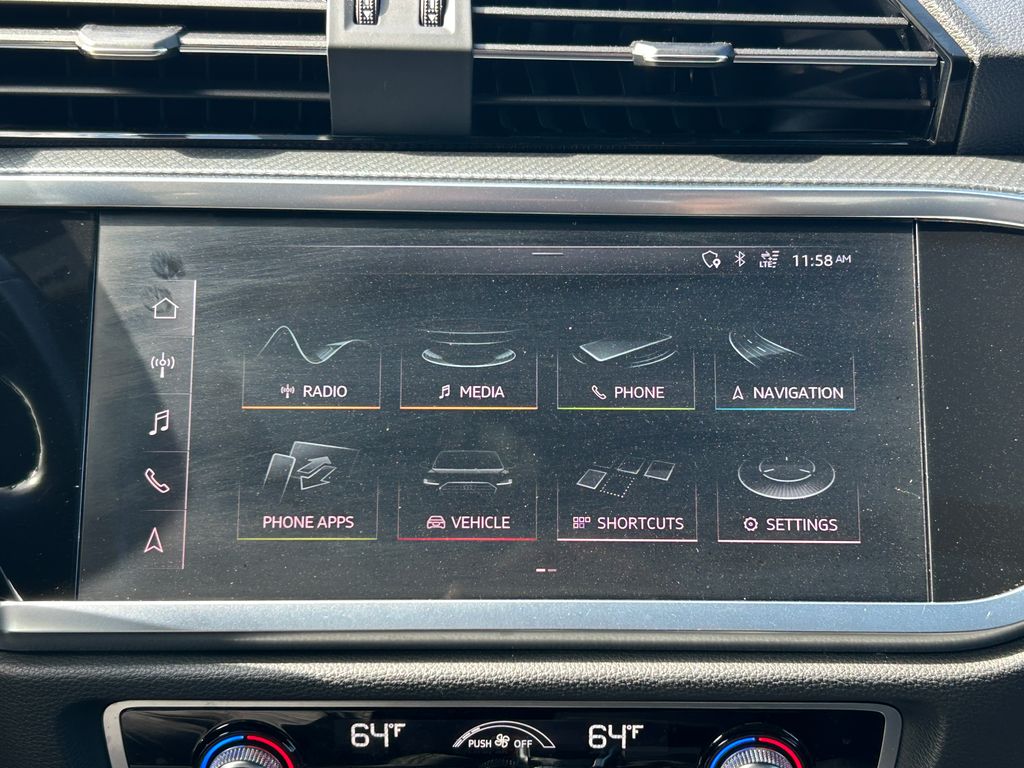 LTE 11:58 AM
RADIO MEDIA PHONE NAVIGATION
PHONE APPS VEHICLE SHORTCUTS SETTINGS
64°F PUSH OFF 64°F